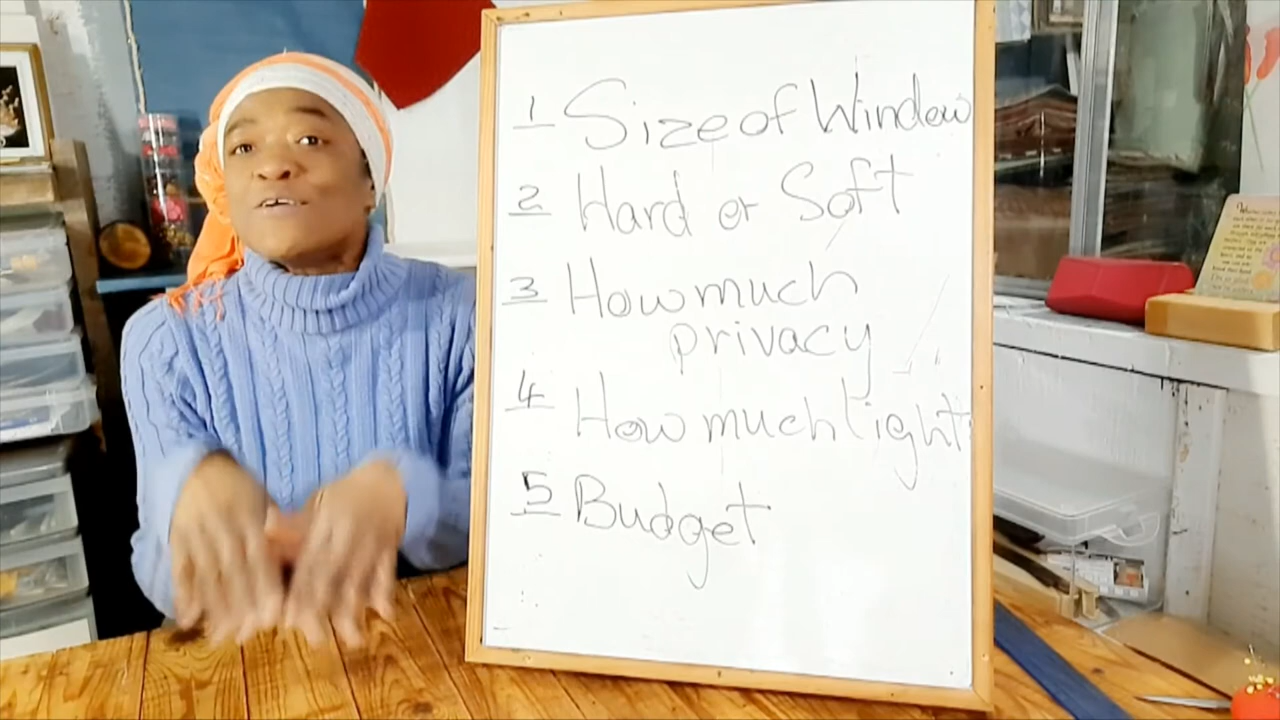 1 Size of Window
2 Hard or Soft
3 How much
privacy
4 How much light
5 Budget